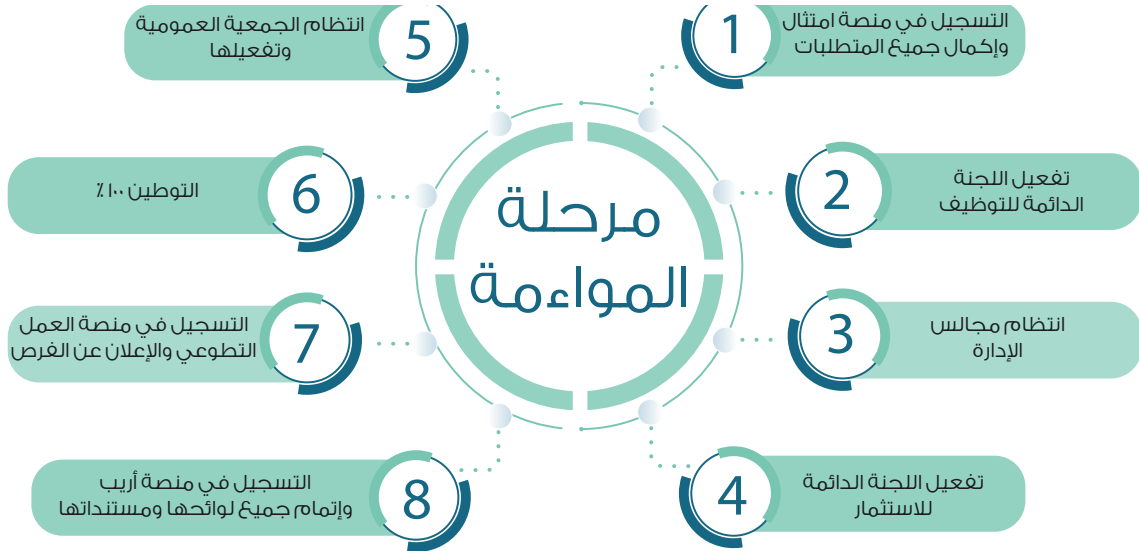 مرحلة
المواءمة
1
التسجيل في منصة امتثال
وإكمال جميع المتطلبات
2
تفعيل اللجنة
الدائمة للتوظيف
3
انتظام مجالس
الإدارة
4
تفعيل اللجنة الدائمة
للاستثمار
5
انتظام الجمعية العمومية
وتفعيلها
6
التوطين ١٠٠ ٪
7
التسجيل في منصة العمل
التطوعي والإعلان عن الفرص
8
التسجيل في منصة أريب
وإتمام جميع لوائحها ومستنداتها